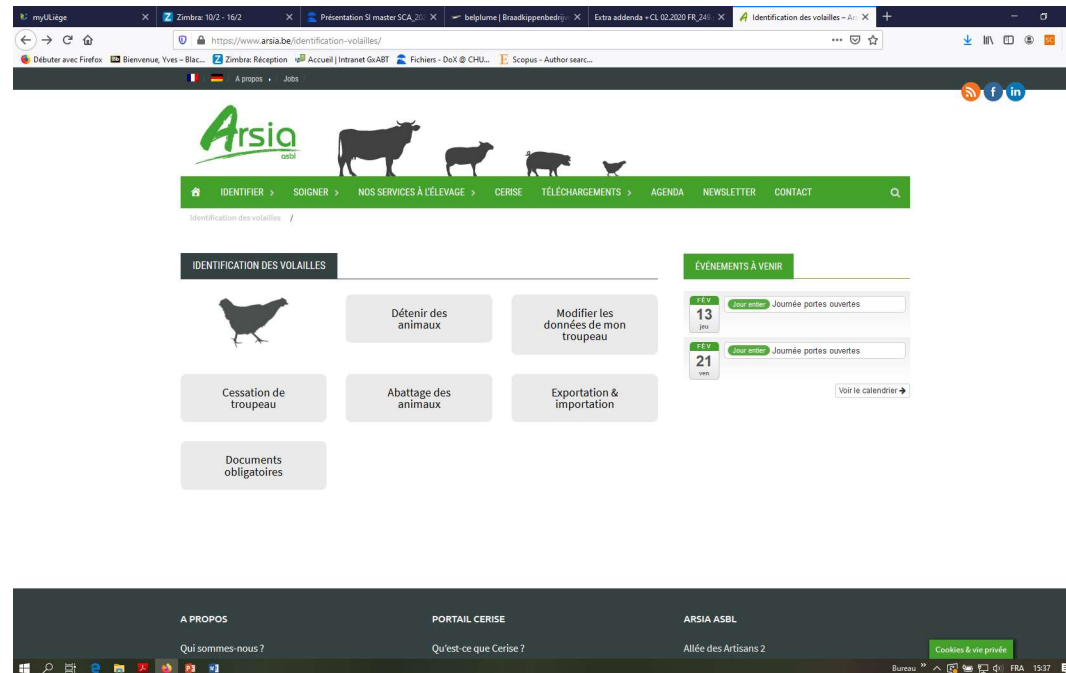 myULiège
Zimbra: 10/2 - 16/2
Présentation SI master SCA_20
belplume | Braadkippenbedrijv
Extra addenda + CL 02.2020 FR_249
Identification des volailles – Ar
https://www.arsia.be/identification-volailles/
Débuter avec Firefox
Bienvenue, Yves – Blac...
Zimbra: Réception
Accueil | Intranet GxABT
Fichiers - DoX @ CHU...
Scopus - Author searc...
A propos
Jobs
Arsia
asbl
IDENTIFIER >
SOIGNER >
NOS SERVICES À L'ÉLEVAGE >
CERISE
TÉLÉCHARGEMENTS >
AGENDA
NEWSLETTER
CONTACT
Identification des volailles /
IDENTIFICATION DES VOLAILLES
Détenir des
animaux
Modifier les
données de mon
troupeau
Cessation de
troupeau
Abattage des
animaux
Exportation &
importation
Documents
obligatoires
ÉVÉNEMENTS À VENIR
FÉV
13
jeu
Jour entier Journée portes ouvertes
FÉV
21
ven
Jour entier Journée portes ouvertes
Voir le calendrier
A PROPOS
Qui sommes-nous ?
PORTAIL CERISE
Qu'est-ce que Cerise ?
ARSIA ASBL
Allée des Artisans 2
Cookies & vie privée
Bureau
FRA
15:37